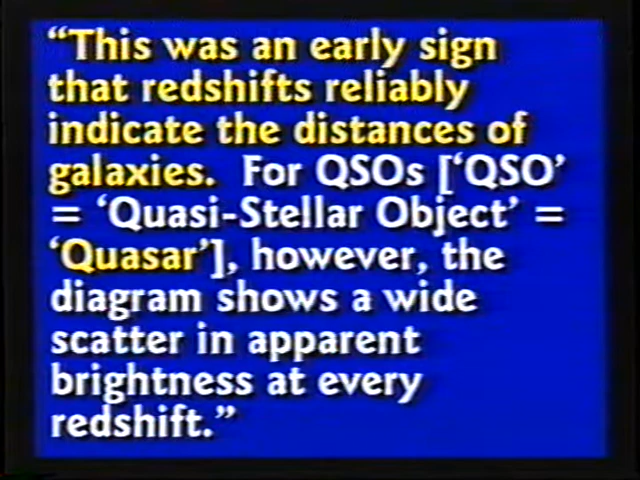 “This was an early sign
that redshifts reliably
indicate the distances of
galaxies.  For QSOs [‘QSO’
= ‘Quasi-Stellar Object’ =
‘Quasar’], however, the
diagram shows a wide
scatter in apparent
brightness at every
redshift.”